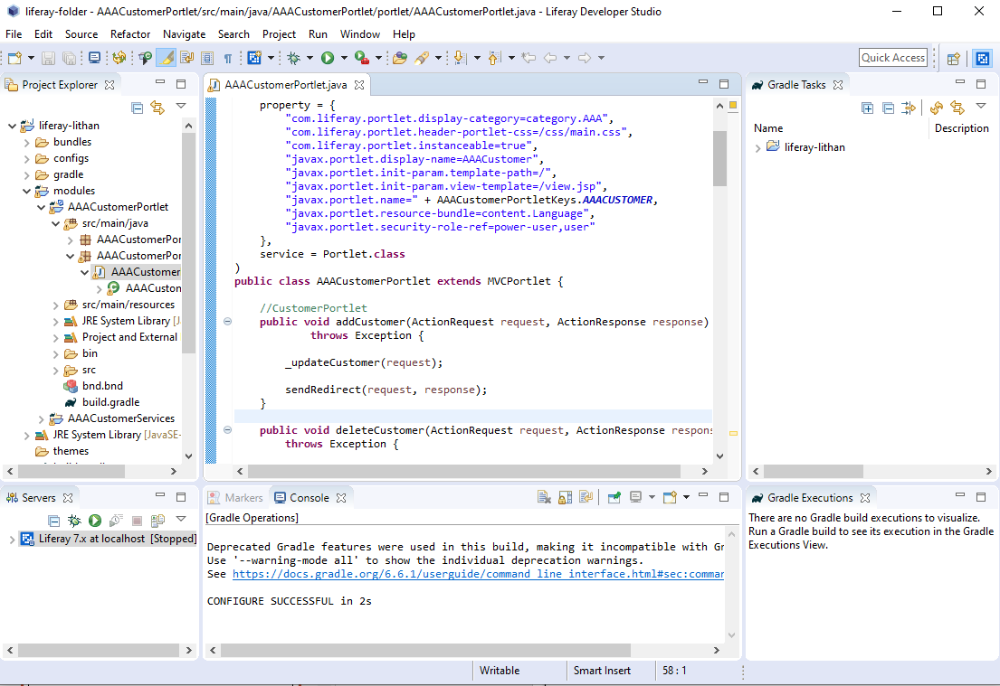 liferay-folder - AAACustomerPortlet/src/main/java/AAACustomerPortlet/portlet/AAACustomerPortlet.java - Liferay Developer Studio
File Edit Source Refactor Navigate Search Project Run Window Help
Quick Access
Project Explorer
liferay-lithan
bundles
configs
gradle
modules
AAACustomerPortlet
src/main/java
AAACustomerPor
AAACustomerPor
AAACustomer
AAACuston
src/main/resources
JRE System Library [J
Project and External
bin
src
bnd.bnd
build.gradle
AAACustomerServices
JRE System Library [JavaSE-
themes
AAACustomerPortlet.java
property = {
"com.liferay.portlet.display-category=category.AAA",
"com.liferay.portlet.header-portlet-css=/css/main.css",
"com.liferay.portlet.instanceable=true",
"javax.portlet.display-name=AAACustomer",
"javax.portlet.init-param.template-path=/",
"javax.portlet.init-param.view-template=/view.jsp",
"javax.portlet.name=" + AAACustomerPortletKeys.AAACUSTOMER,
"javax.portlet.resource-bundle=content.Language",
"javax.portlet.security-role-ref=power-user,user"
},
service = Portlet.class
)
public class AAACustomerPortlet extends MVCPortlet {
//CustomerPortlet
public void addCustomer(ActionRequest request, ActionResponse response)
throws Exception {
_updateCustomer(request);
sendRedirect(request, response);
}
public void deleteCustomer(ActionRequest request, ActionResponse respons
throws Exception {
Gradle Tasks
Name Description
liferay-lithan
Servers
Liferay 7.x at localhost [Stopped]
Markers Console
[Gradle Operations]
Deprecated Gradle features were used in this build, making it incompatible with Gr
Use '--warning-mode all' to show the individual deprecation warnings.
See https://docs.gradle.org/6.6.1/userguide/command_line_interface.html#sec:commar
CONFIGURE SUCCESSFUL in 2s
Gradle Executions
There are no Gradle build executions to visualize.
Run a Gradle build to see its execution in the Gradle
Executions View.
Writable Smart Insert 58 : 1